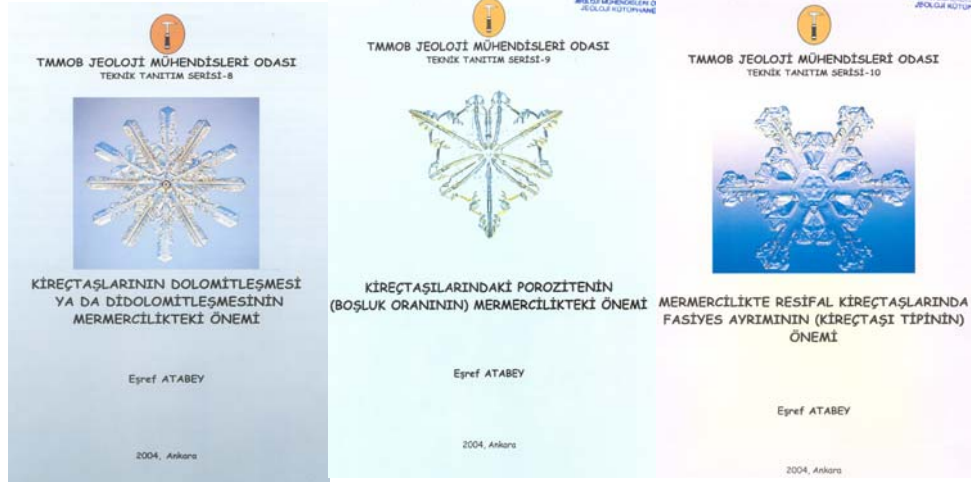 TMMOB JEOLOJİ MÜHENDİSLERİ ODASI
TEKNİK TANITIM SERİSİ-8
KİREÇTAŞLARININ DOLOMİTLEŞMESİ
YA DA DİDOLOMİTLEŞMESİNİN
MERMERCİLİKTEKİ ÖNEMİ
Eşref ATABEY
2004, Ankara
TMMOB JEOLOJİ MÜHENDİSLERİ ODASI
TEKNİK TANITIM SERİSİ-9
KİREÇTAŞILARINDAKİ POROZİTENİN
(BOŞLUK ORANININ) MERMERCİLİKTEKİ ÖNEMİ
Eşref ATABEY
2004, Ankara
JEOLOJİ KÜTÜPHANE
TMMOB JEOLOJİ MÜHENDİSLERİ ODASI
TEKNİK TANITIM SERİSİ-10
MERMERCİLİKTE RESİFAL KİREÇTAŞLARINDA
FASİYES AYRIMININ (KİREÇTAŞI TİPİNİN)
ÖNEMİ
Eşref ATABEY
2004, Ankara